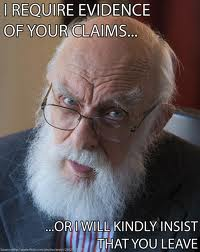 I REQUIRE EVIDENCE
OF YOUR CLAIMS...
...OR I WILL KINDLY INSIST
THAT YOU LEAVE